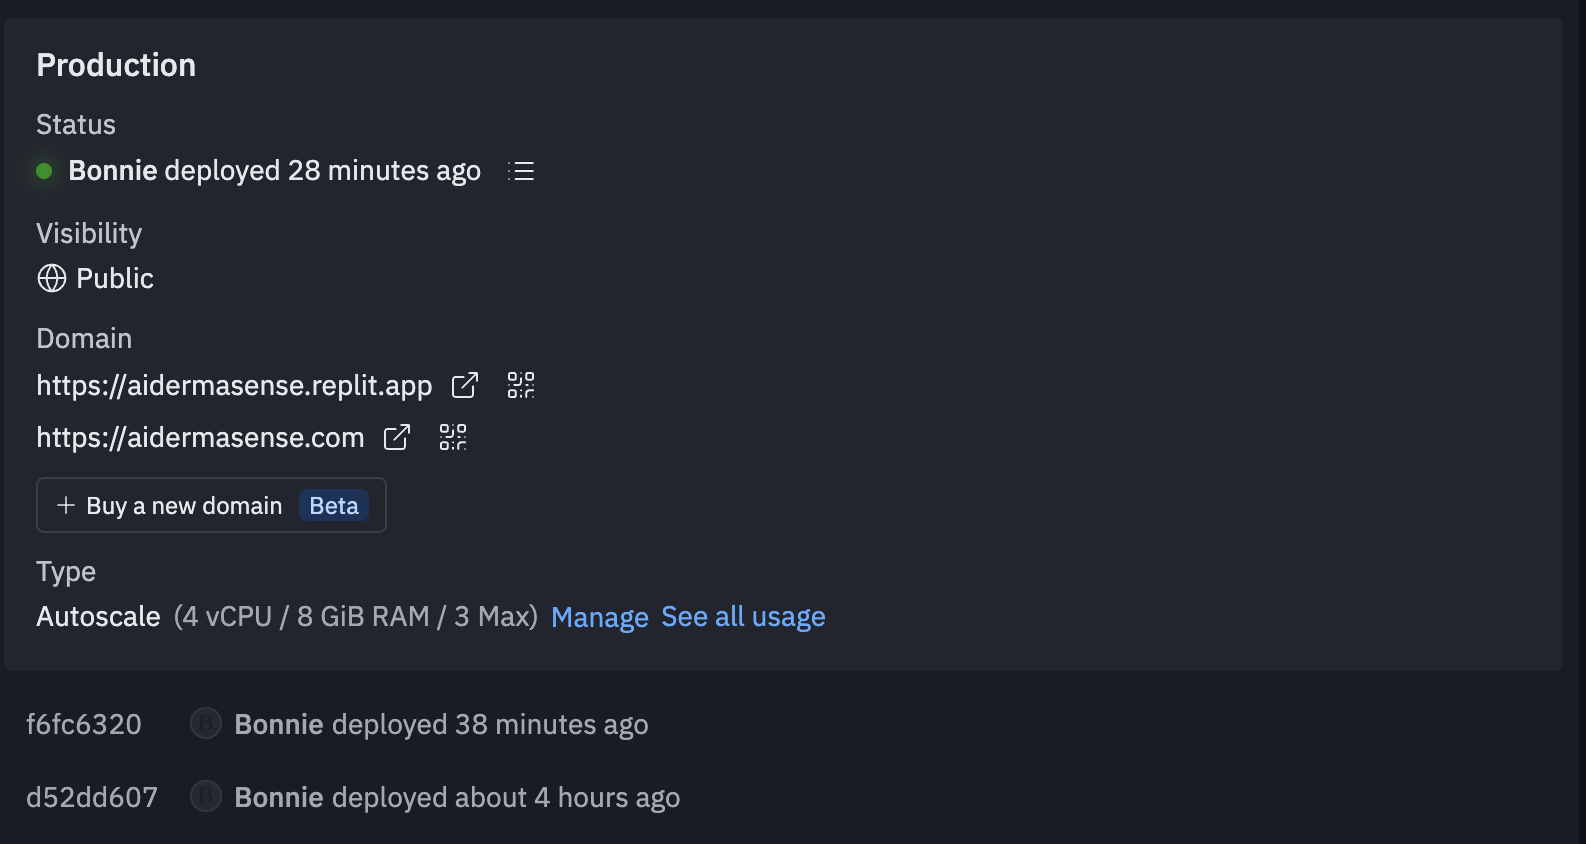 Production
Status
Bonnie deployed 28 minutes ago
Visibility
Public
Domain
https://aidermasense.replit.app
https://aidermasense.com
+ Buy a new domain Beta
Type
Autoscale (4 vCPU / 8 GiB RAM / 3 Max) Manage See all usage
f6fc6320 B Bonnie deployed 38 minutes ago
d52dd607 B Bonnie deployed about 4 hours ago